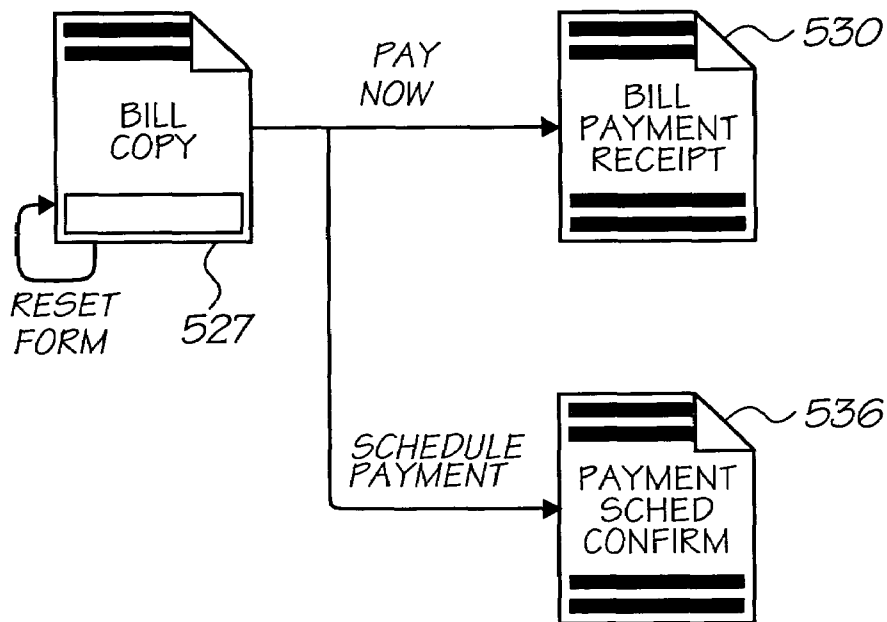 BILL
COPY
RESET
FORM
527
PAY
NOW
BILL
PAYMENT
RECEIPT
530
SCHEDULE
PAYMENT
PAYMENT
SCHED
CONFIRM
536